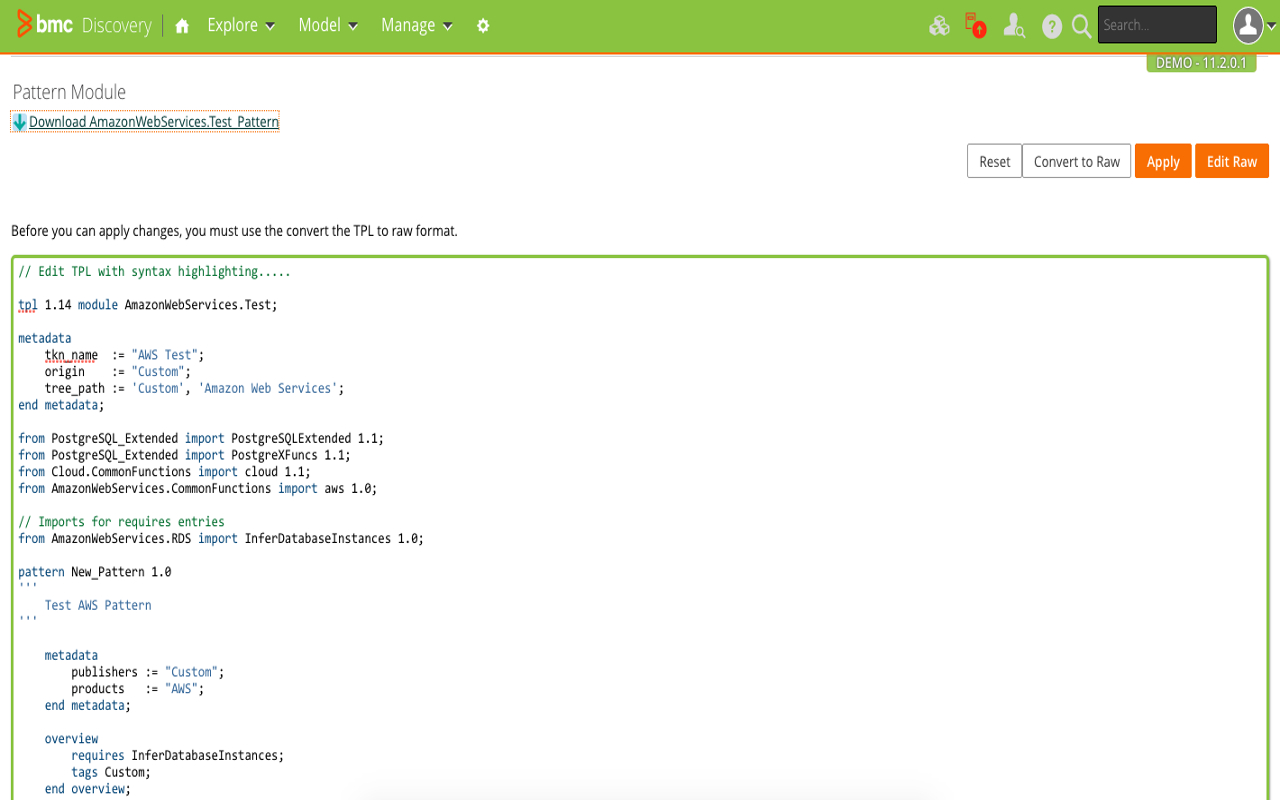 bmc Discovery Explore Model Manage Search...
DEMO - 11.2.0.1
Pattern Module
Download AmazonWebServices.Test_Pattern
Reset Convert to Raw Apply Edit Raw
Before you can apply changes, you must use the convert the TPL to raw format.
// Edit TPL with syntax highlighting.....
tpl 1.14 module AmazonWebServices.Test;
metadata
tkn_name := "AWS Test";
origin := "Custom";
tree_path := 'Custom', 'Amazon Web Services';
end metadata;
from PostgreSQL_Extended import PostgreSQLExtended 1.1;
from PostgreSQL_Extended import PostgreXFuncs 1.1;
from Cloud.CommonFunctions import cloud 1.1;
from AmazonWebServices.CommonFunctions import aws 1.0;
// Imports for requires entries
from AmazonWebServices.RDS import InferDatabaseInstances 1.0;
pattern New_Pattern 1.0
'''
Test AWS Pattern
'''
metadata
publishers := "Custom";
products := "AWS";
end metadata;
overview
requires InferDatabaseInstances;
tags Custom;
end overview;